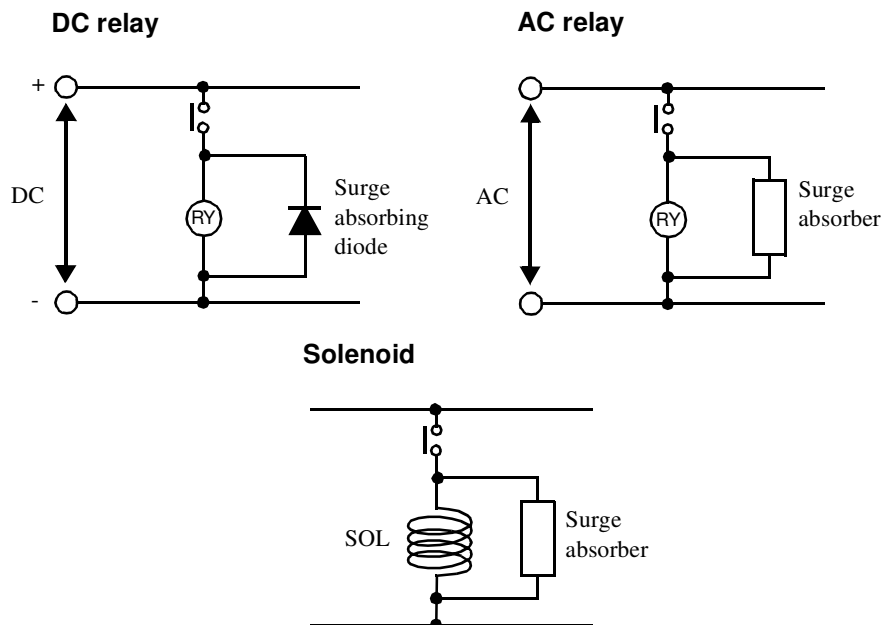 DC relay
AC relay
+
DC
-
RY
Surge
absorbing
diode
AC
RY
Surge
absorber
Solenoid
SOL
Surge
absorber